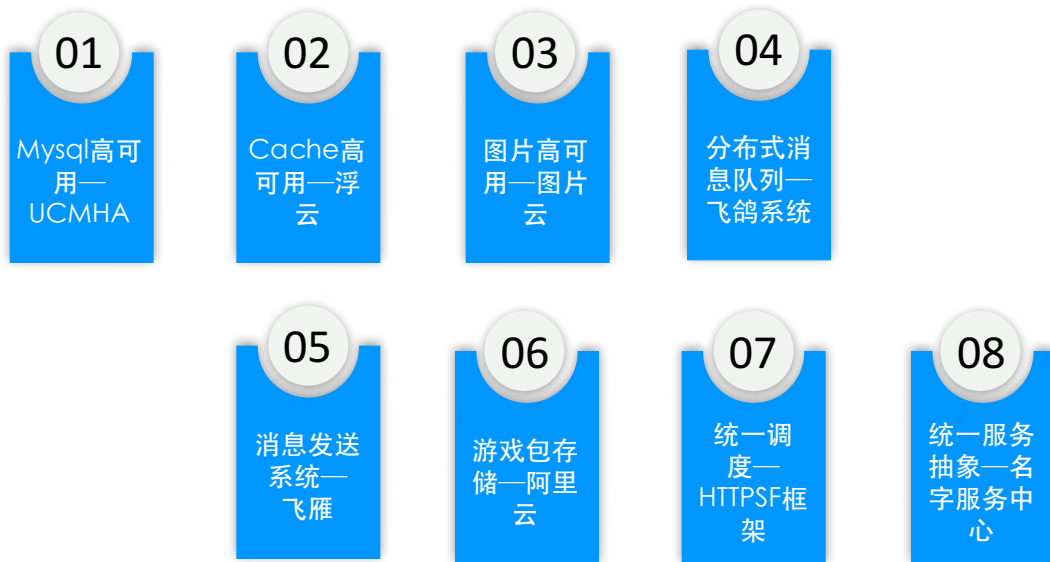 01
Mysql高可
用—
UCMHA
02
Cache高
可用—浮
云
03
图片高可
用—图片
云
04
分布式消
息队列—
飞鸽系统
05
消息发送
系统—
飞雁
06
游戏包存
储—阿里
云
07
统一调
度—
HTTPSF框
架
08
统一服务
抽象—名
字服务中
心